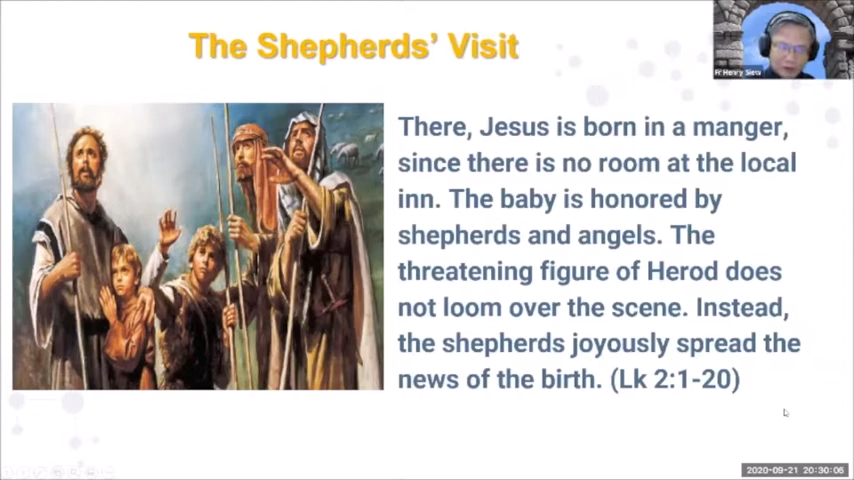 The Shepherds’ Visit
Fr Henry Siew
There, Jesus is born in a manger,
since there is no room at the local
inn. The baby is honored by
shepherds and angels. The
threatening figure of Herod does
not loom over the scene. Instead,
the shepherds joyously spread the
news of the birth. (Lk 2:1-20)
2020-09-21 20:30:06